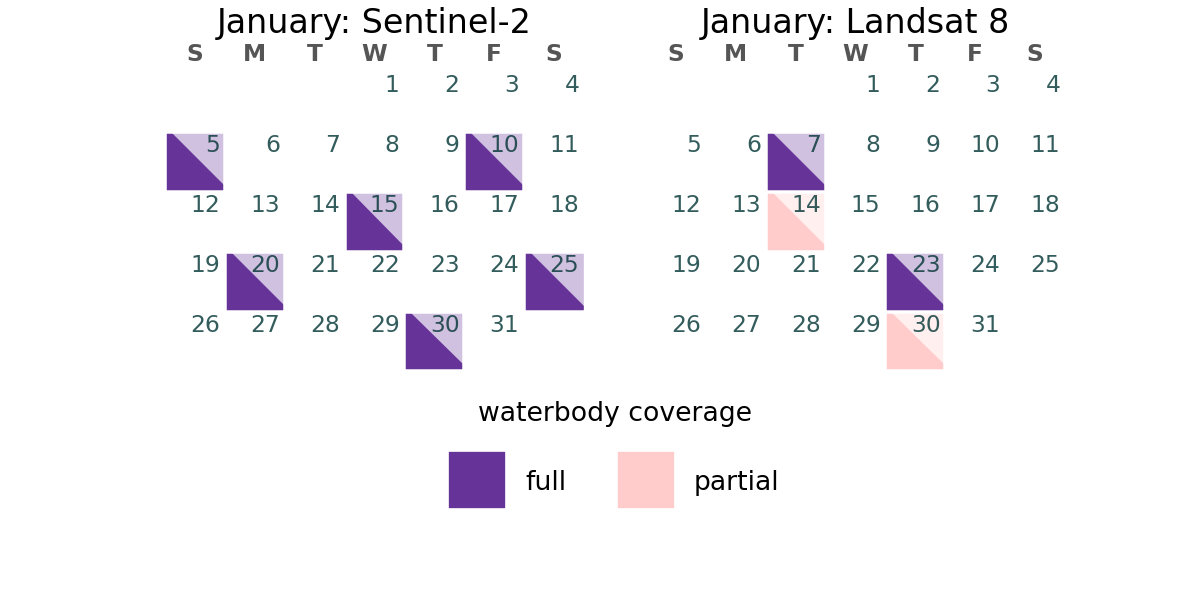 January: Sentinel-2
S M T W T F S
1 2 3 4
5 6 7 8 9 10 11
12 13 14 15 16 17 18
19 20 21 22 23 24 25
26 27 28 29 30 31
January: Landsat 8
S M T W T F S
1 2 3 4
5 6 7 8 9 10 11
12 13 14 15 16 17 18
19 20 21 22 23 24 25
26 27 28 29 30 31
waterbody coverage
full
partial